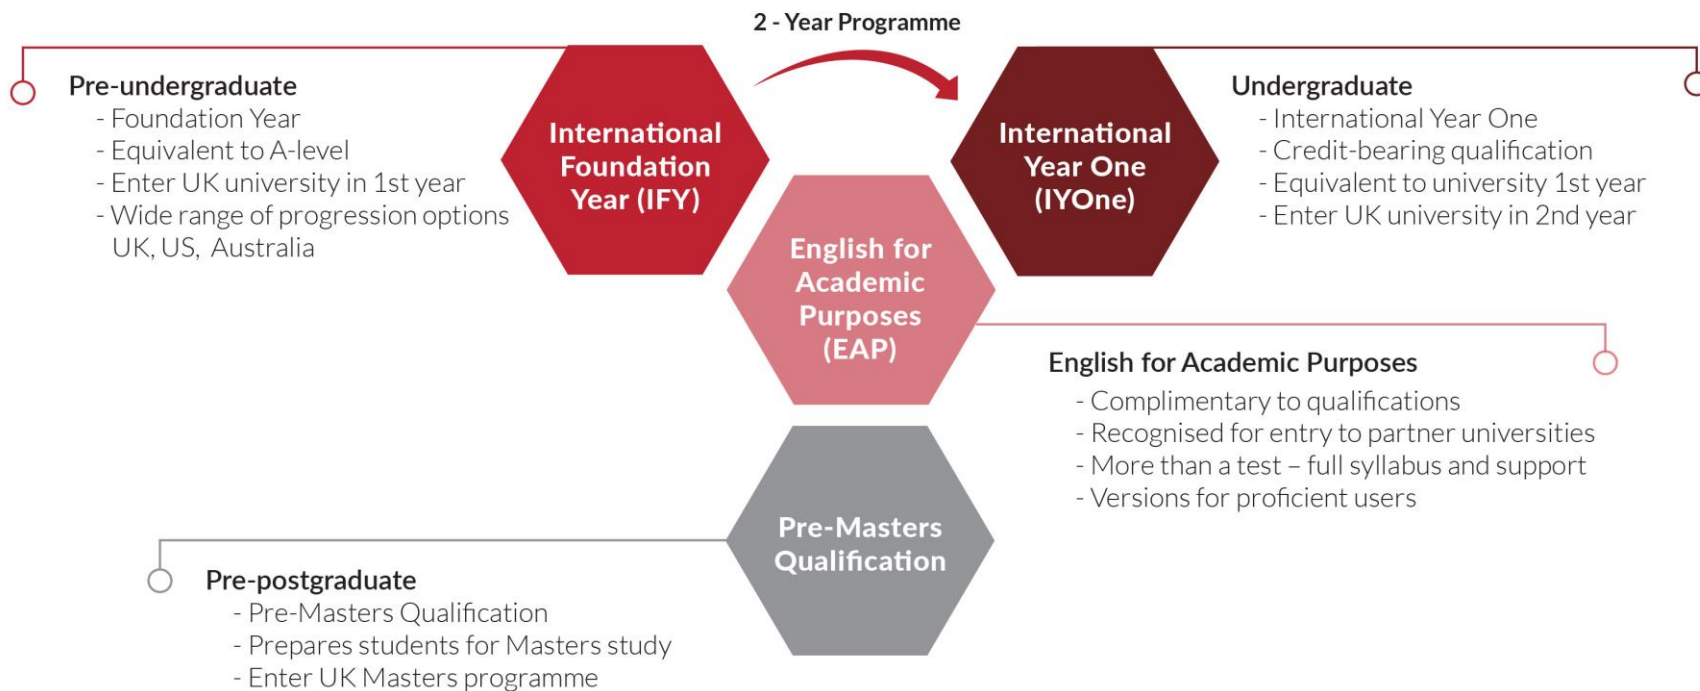 2 - Year Programme
Pre-undergraduate
- Foundation Year
- Equivalent to A-level
- Enter UK university in 1st year
- Wide range of progression options
UK, US, Australia
International
Foundation
Year (IFY)
International
Year One
(IYOne)
Undergraduate
- International Year One
- Credit-bearing qualification
- Equivalent to university 1st year
- Enter UK university in 2nd year
English for
Academic
Purposes
(EAP)
English for Academic Purposes
- Complimentary to qualifications
- Recognised for entry to partner universities
- More than a test – full syllabus and support
- Versions for proficient users
Pre-Masters
Qualification
Pre-postgraduate
- Pre-Masters Qualification
- Prepares students for Masters study
- Enter UK Masters programme